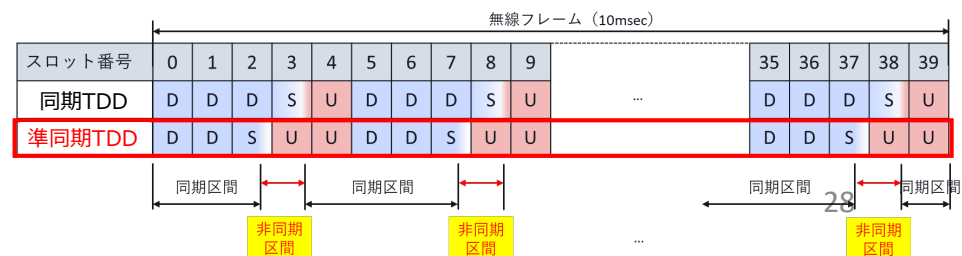 無線フレーム（10msec）
スロット番号 0 1 2 3 4 5 6 7 8 9 35 36 37 38 39
同期TDD D D D S U D D D S U ... D D D S U
準同期TDD D D S U U D D S U U D D S U U
同期区間 同期区間 同期区間 同期区間
28
非同期 非同期 非同期
区間 区間 ... 区間